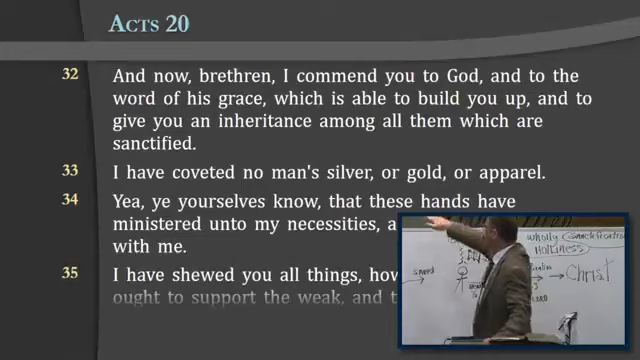 ACTS 20
32 And now, brethren, I commend you to God, and to the
word of his grace, which is able to build you up, and to
give you an inheritance among all them which are
sanctified.
33 I have coveted no man's silver, or gold, or apparel.
34 Yea, ye yourselves know, that these hands have
ministered unto my necessities, a
with me.
35 I have shewed you all things, how
ought to support the weak, and t
wholly
Holiness
saved
Christ